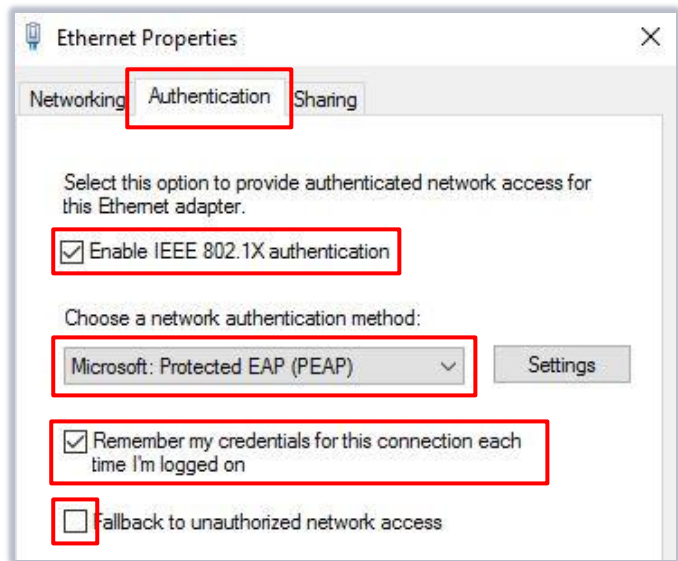 Ethernet Properties
Networking Authentication Sharing
Select this option to provide authenticated network access for
this Ethernet adapter.
Enable IEEE 802.1X authentication
Choose a network authentication method:
Microsoft: Protected EAP (PEAP) Settings
Remember my credentials for this connection each
time I'm logged on
Fallback to unauthorized network access